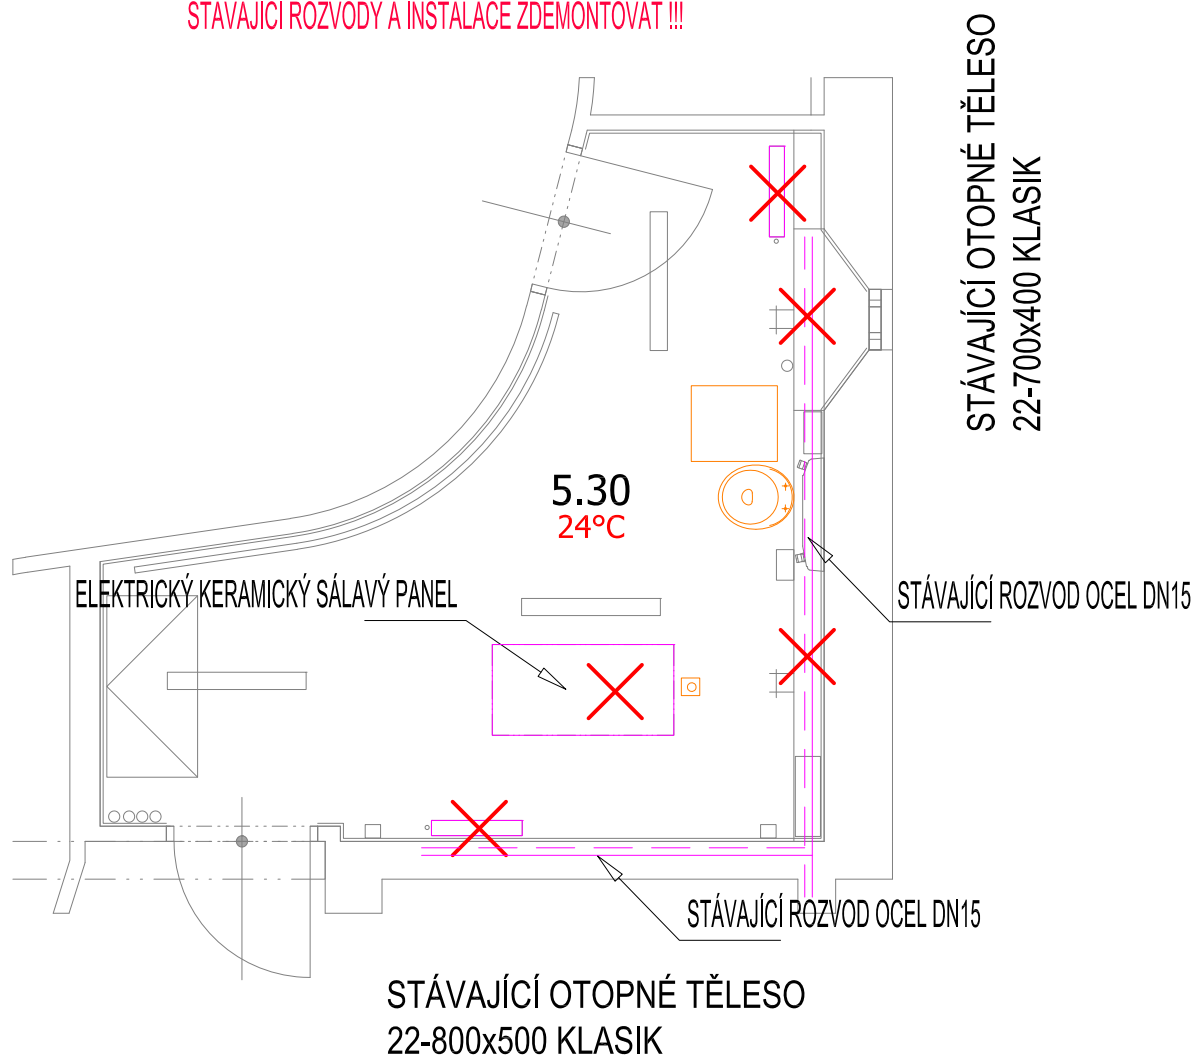 STÁVAJÍCÍ ROZVODY A INSTALACE ZDEMONTOVAT !!!
STÁVAJÍCÍ OTOPNÉ TĚLESO
22-700x400 KLASIK
5.30
24°C
ELEKTRICKÝ KERAMICKÝ SÁLAVÝ PANEL
STÁVAJÍCÍ ROZVOD OCEL DN15
STÁVAJÍCÍ ROZVOD OCEL DN15
STÁVAJÍCÍ OTOPNÉ TĚLESO
22-800x500 KLASIK